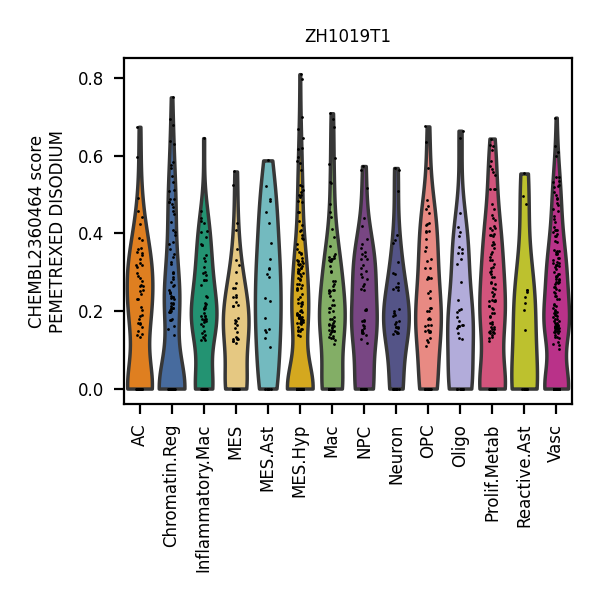 ZH1019T1
CHEMBL2360464 score
PEMETREXED DISODIUM
0.8
0.6
0.4
0.2
0.0
AC
Chromatin.Reg
Inflammatory.Mac
MES
MES.Ast
MES.Hyp
Mac
NPC
Neuron
OPC
Oligo
Prolif.Metab
Reactive.Ast
Vasc